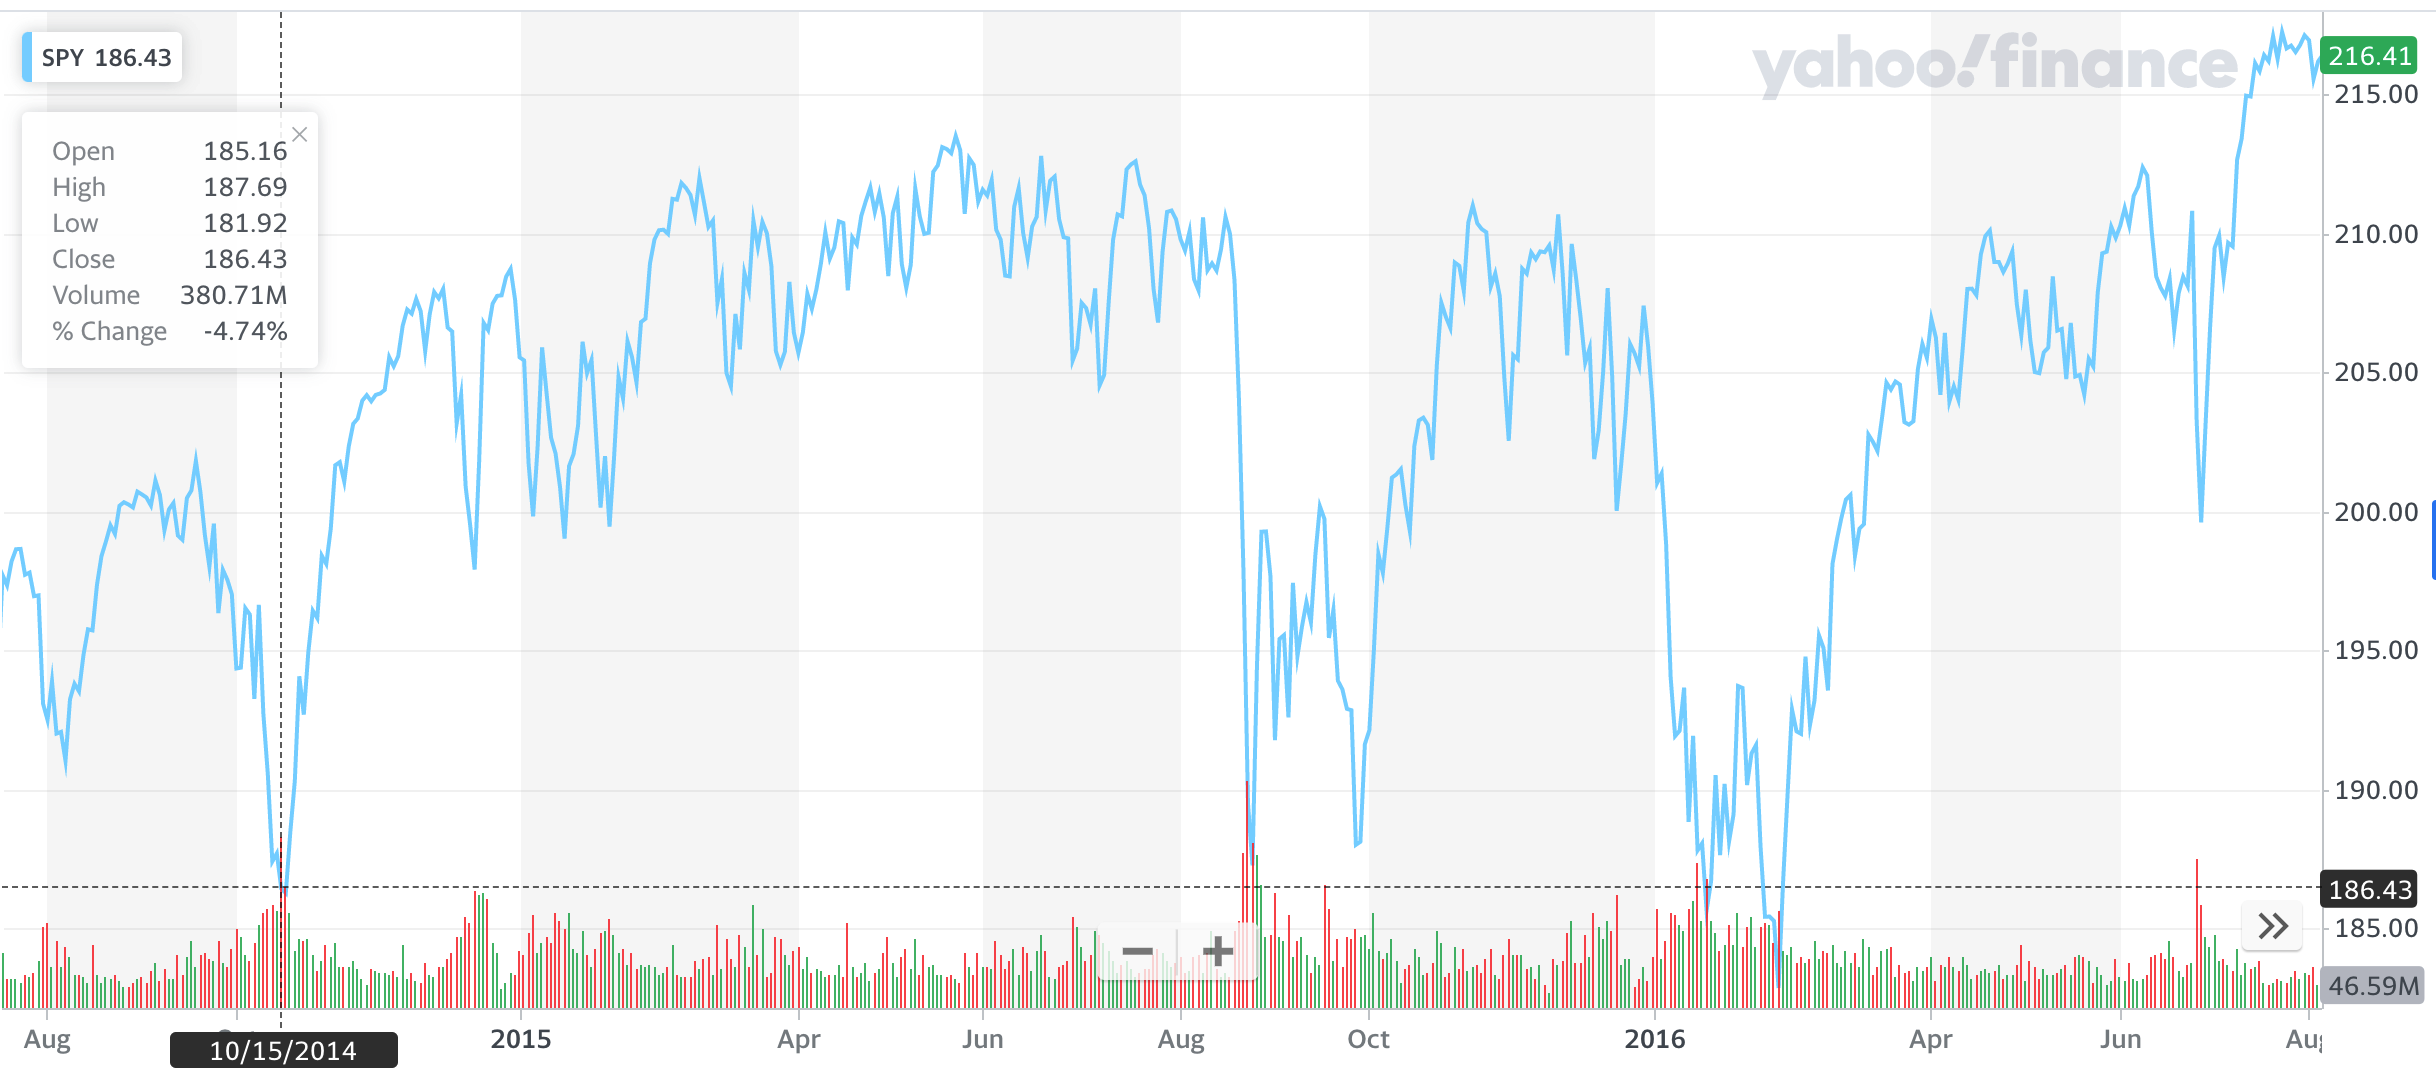 SPY 186.43
yahoo!finance
216.41
215.00
Open 185.16
High 187.69
Low 181.92
Close 186.43
Volume 380.71M
% Change -4.74%
210.00
205.00
200.00
195.00
190.00
186.43
185.00
46.59M
Aug 10/15/2014 2015 Apr Jun Aug Oct 2016 Apr Jun Aug